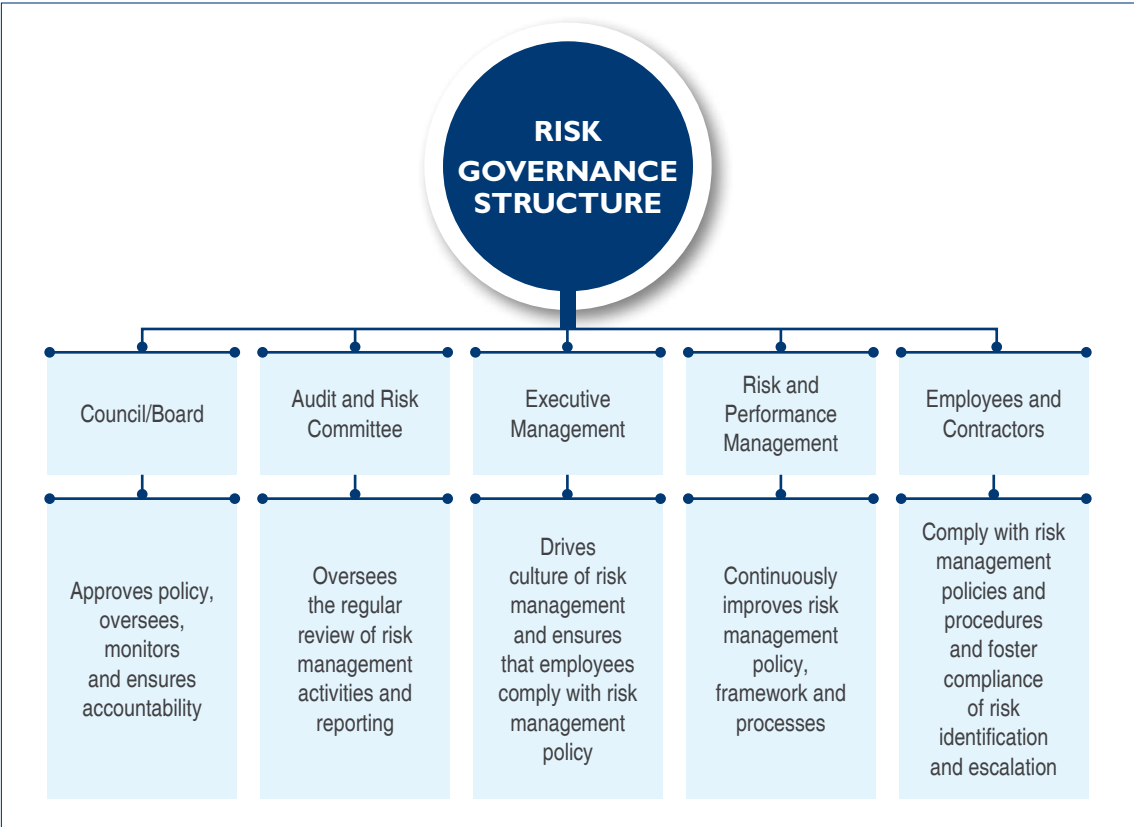 RISK
GOVERNANCE
STRUCTURE
Council/Board
Audit and Risk
Committee
Executive
Management
Risk and
Performance
Management
Employees and
Contractors
Approves policy,
oversees,
monitors
and ensures
accountability
Oversees
the regular
review of risk
management
activities and
reporting
Drives
culture of risk
management
and ensures
that employees
comply with risk
management
policy
Continuously
improves risk
management
policy,
framework and
processes
Comply with risk
management
policies and
procedures
and foster
compliance
of risk
identification
and escalation